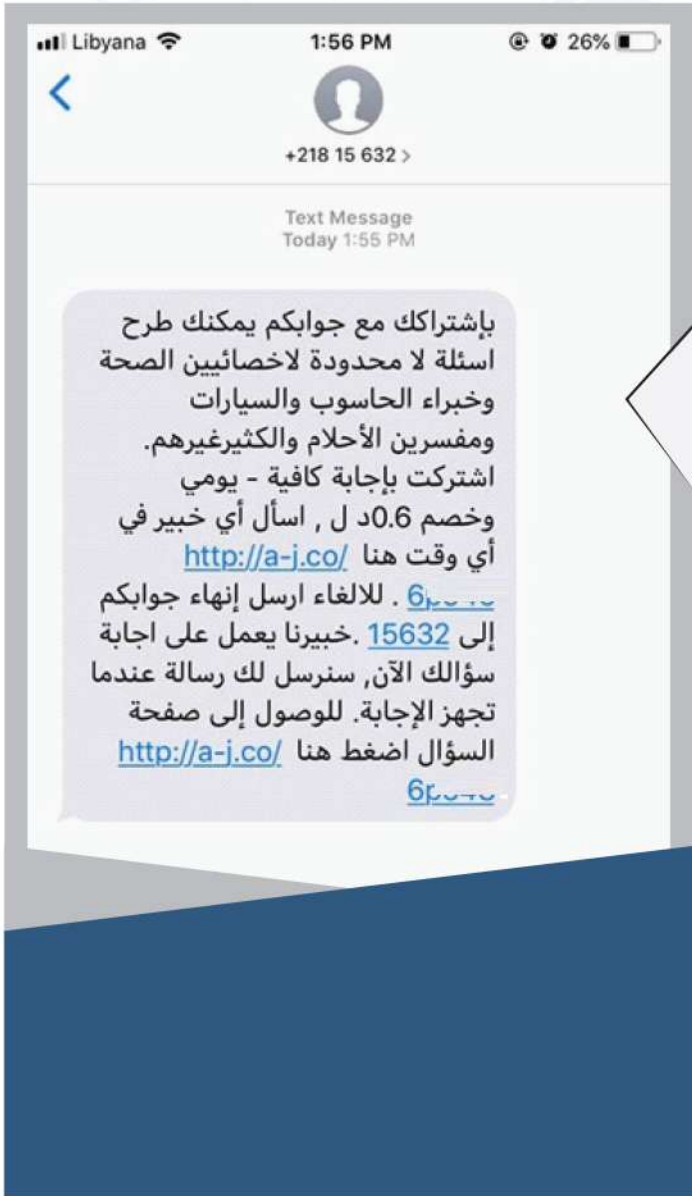 Libyana
1:56 PM
26%
+218 15 632 >
Text Message
Today 1:55 PM
بإشتراكك مع جوابكم يمكنك طرح
اسئلة لا محدودة لاخصائيين الصحة
وخبراء الحاسوب والسيارات
ومفسرين الأحلام والكثيرغيرهم.
اشتركت بإجابة كافية - يومي
وخصم 0.6د ل , اسأل أي خبير في
أي وقت هنا http://a-j.co/
. للالغاء ارسل إنهاء جوابكم
إلى 15632 .خبيرنا يعمل على اجابة
سؤالك الآن, سنرسل لك رسالة عندما
تجهز الإجابة. للوصول إلى صفحة
السؤال اضغط هنا http://a-j.co/